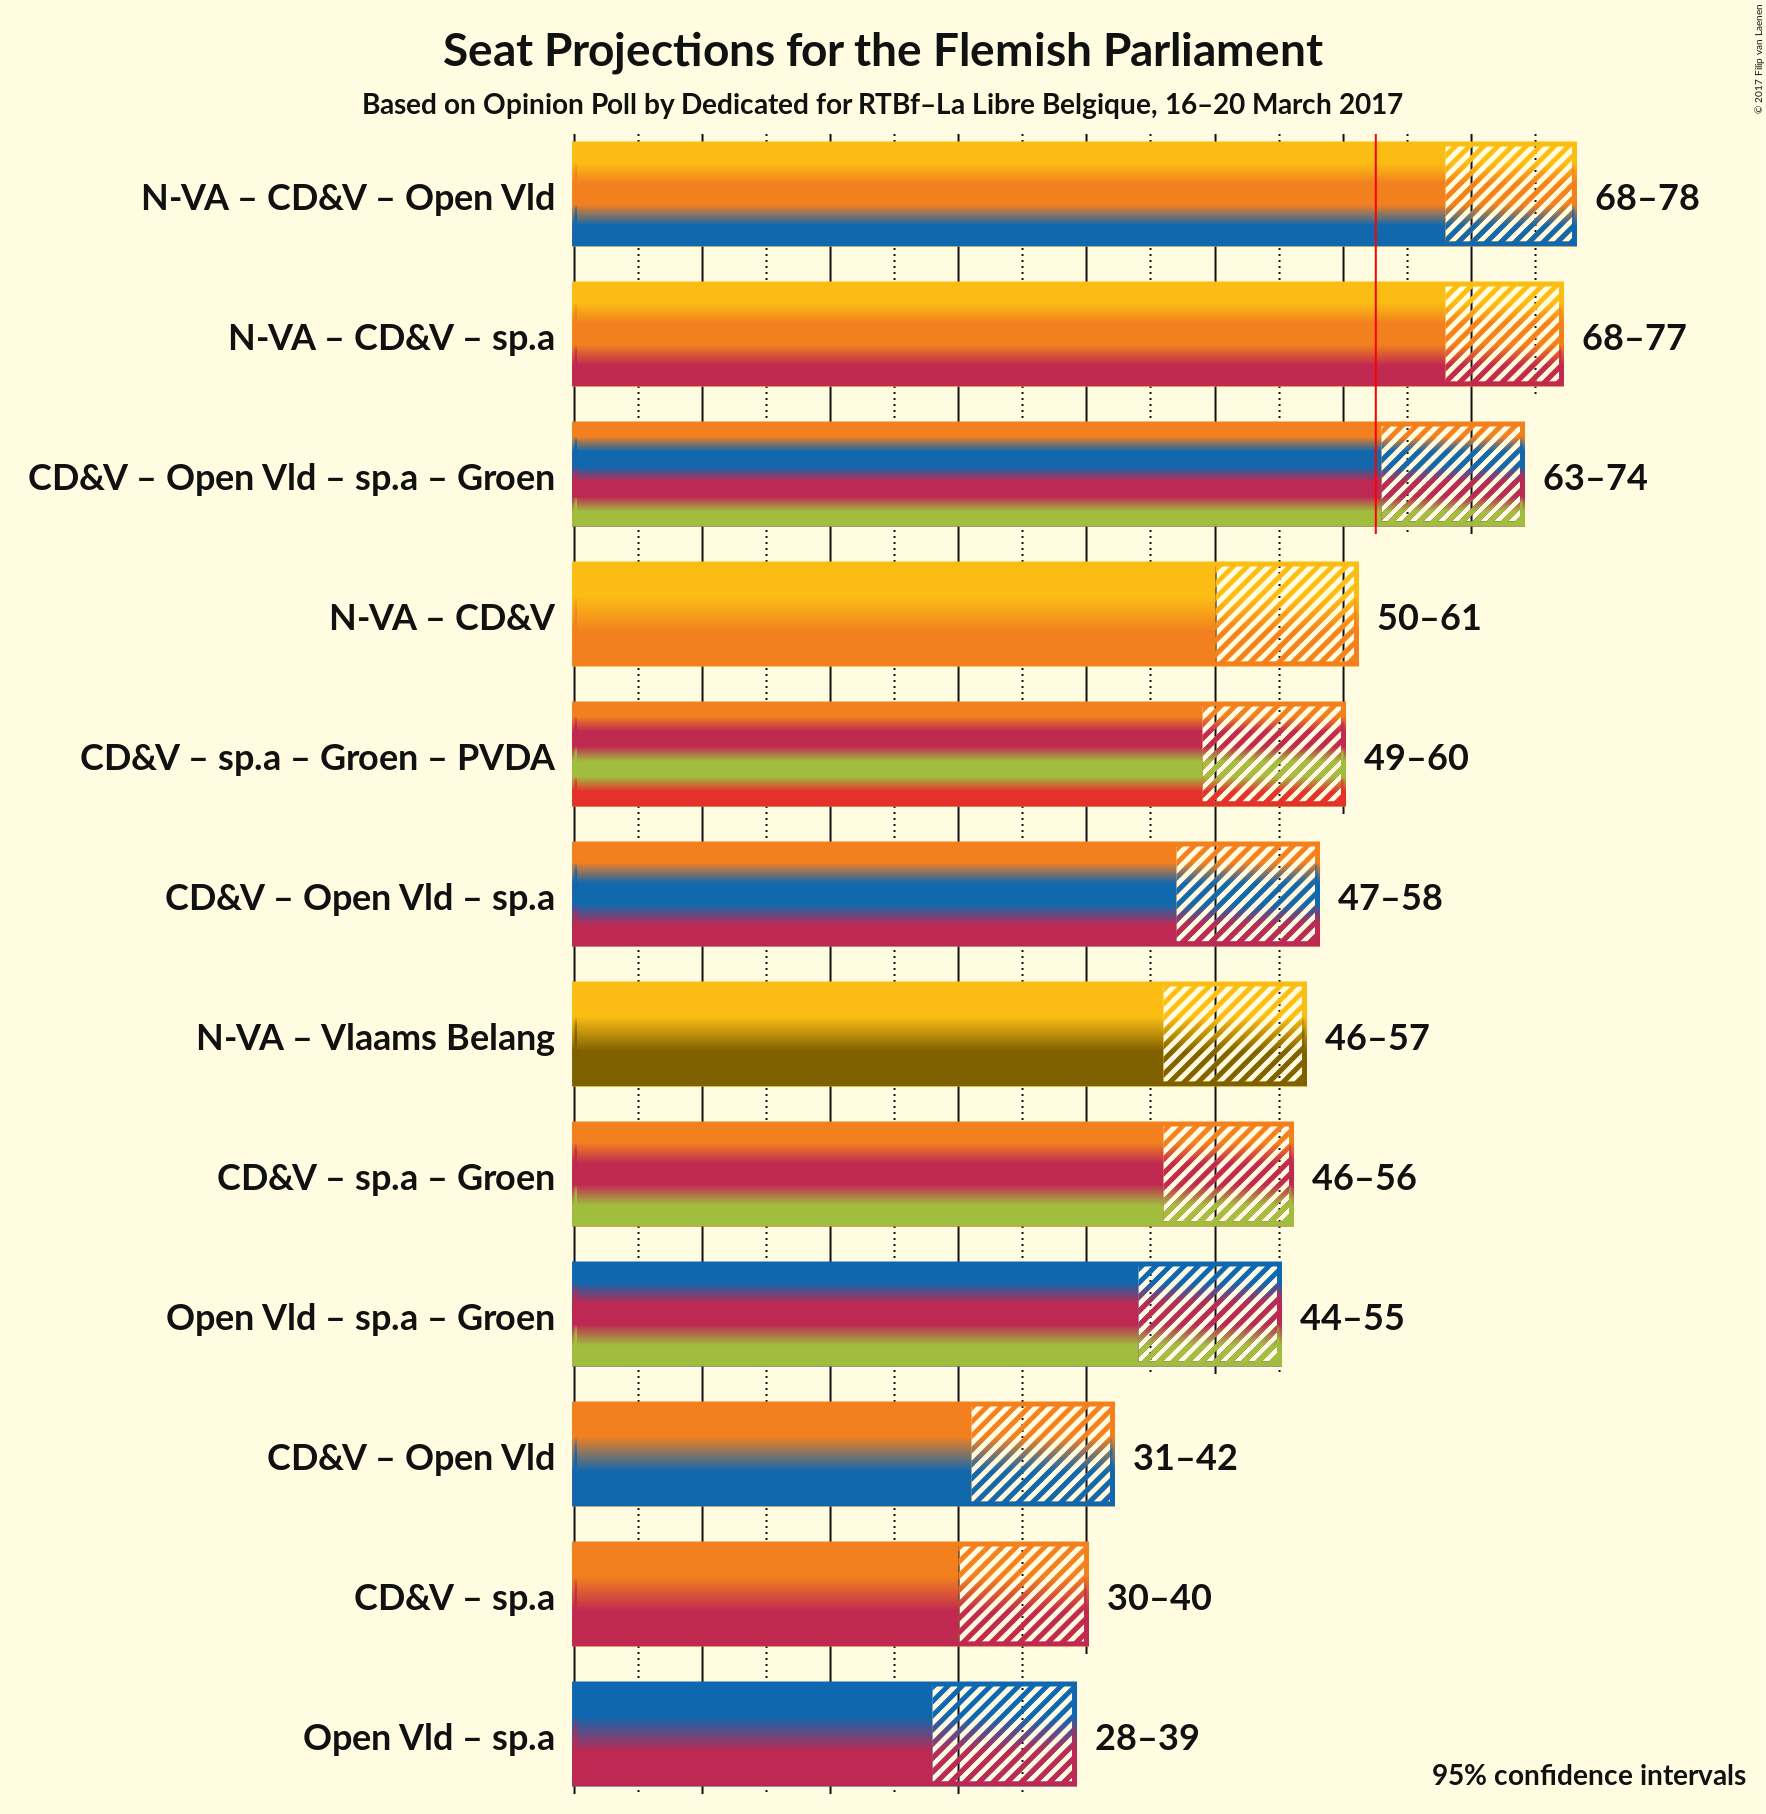 Seat Projections for the Flemish Parliament
Based on Opinion Poll by Dedicated for RTBf–La Libre Belgique, 16–20 March 2017
© 2017 Filip van Laenen
N-VA – CD&V – Open Vld 68–78
N-VA – CD&V – sp.a 68–77
CD&V – Open Vld – sp.a – Groen 63–74
N-VA – CD&V 50–61
CD&V – sp.a – Groen – PVDA 49–60
CD&V – Open Vld – sp.a 47–58
N-VA – Vlaams Belang 46–57
CD&V – sp.a – Groen 46–56
Open Vld – sp.a – Groen 44–55
CD&V – Open Vld 31–42
CD&V – sp.a 30–40
Open Vld – sp.a 28–39
95% confidence intervals